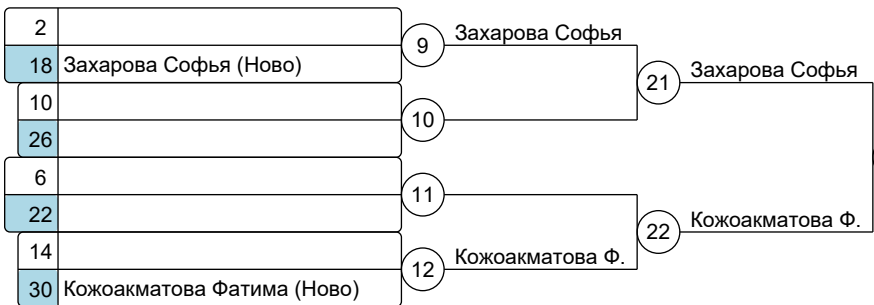 2
9 Захарова Софья
18 Захарова Софья (Ново)
21 Захарова Софья
10
10
26
6
11
22
22 Кожоакматова Ф.
14
12 Кожоакматова Ф.
30 Кожоакматова Фатима (Ново)